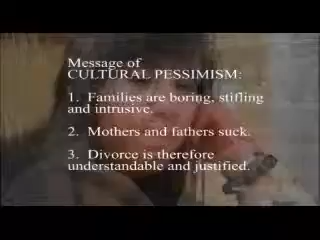 Message of
CULTURAL PESSIMISM:
1. Families are boring, stifling
and intrusive.
2. Mothers and fathers suck.
3. Divorce is therefore
understandable and justified.